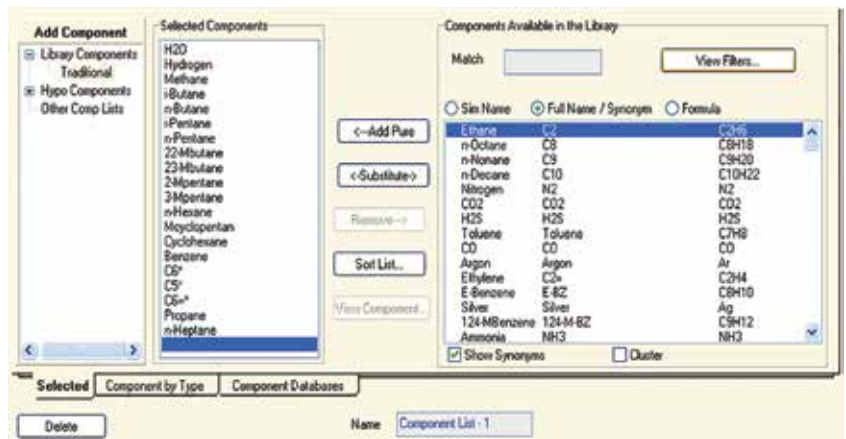 Add Component
Library Components
Traditional
Hypo Components
Other Comp Lists
Selected Components
H2O
Hydrogen
Methane
i-Butane
n-Butane
i-Pentane
n-Pentane
22-Mbutane
23-Mbutane
2-Mpentane
3-Mpentane
n-Hexane
Mcyclopentan
Cyclohexane
Benzene
C6*
C5*
C6=*
Propane
n-Heptane
<--Add Pure
<-Substitute->
Remove-->
Sort List...
View Component...
Components Available in the Library
Match
View Filters...
Sim Name Full Name / Synonym Formula
Ethane C2 C2H6
n-Octane C8 C8H18
n-Nonane C9 C9H20
n-Decane C10 C10H22
Nitrogen N2 N2
CO2 CO2 CO2
H2S H2S H2S
Toluene Toluene C7H8
CO CO CO
Argon Argon Ar
Ethylene C2= C2H4
E-Benzene E-BZ C8H10
Silver Silver Ag
124-MBenzene 124-M-BZ C9H12
Ammonia NH3 NH3
Show Synonyms Cluster
Selected Component by Type Component Databases
Delete Name Component List - 1